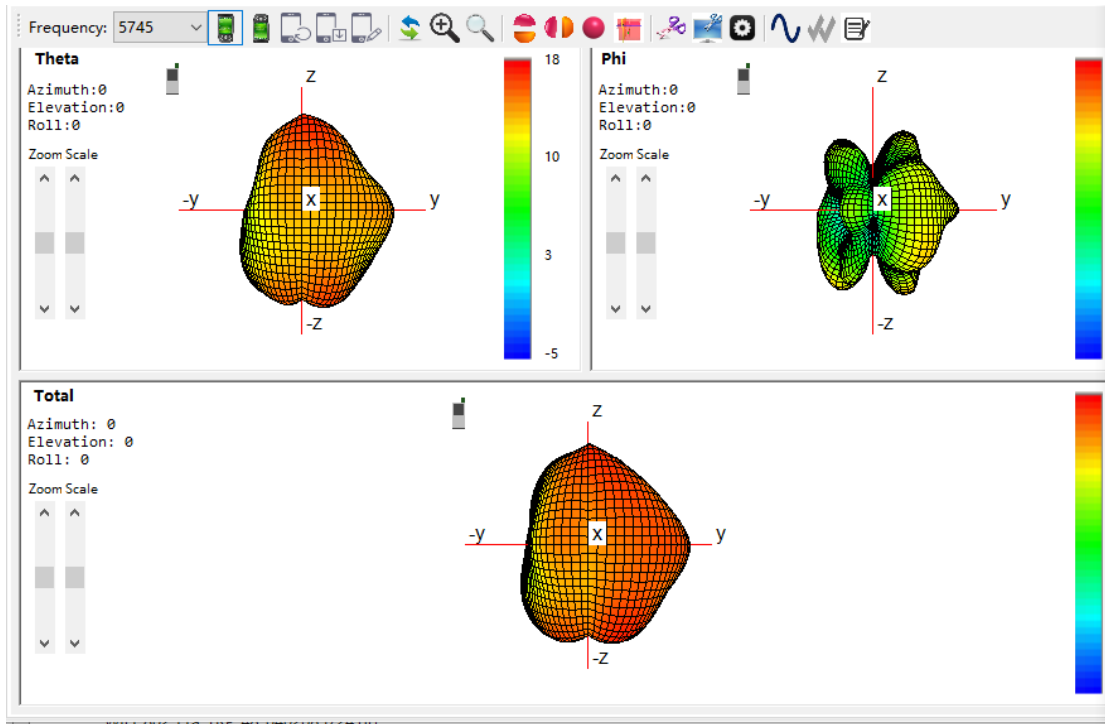 Frequency: 5745
Theta
Azimuth:0
Elevation:0
Roll:0
Zoom Scale
z
-y
x
y
-z
18
10
3
-5
Phi
Azimuth:0
Elevation:0
Roll:0
Zoom Scale
z
-y
x
y
-z
Total
Azimuth: 0
Elevation: 0
Roll: 0
Zoom Scale
z
-y
x
y
-z